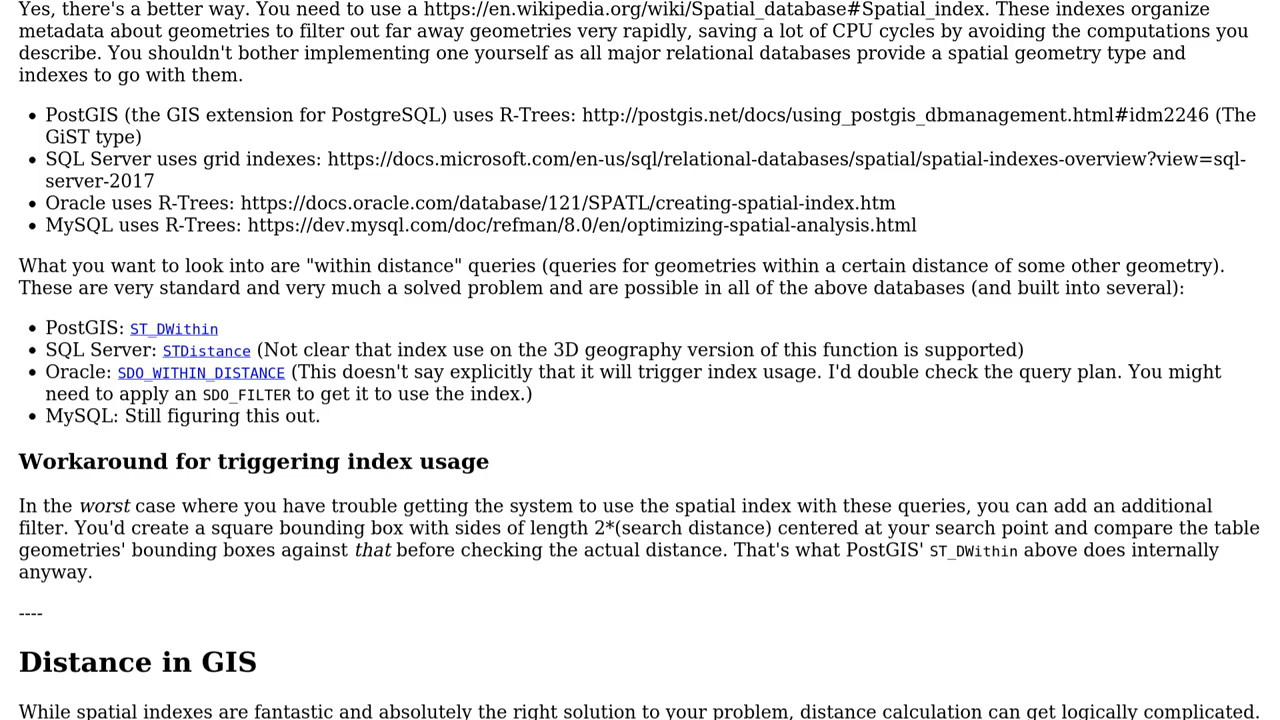 Yes, there's a better way. You need to use a https://en.wikipedia.org/wiki/Spatial_database#Spatial_index. These indexes organize
metadata about geometries to filter out far away geometries very rapidly, saving a lot of CPU cycles by avoiding the computations you
describe. You shouldn't bother implementing one yourself as all major relational databases provide a spatial geometry type and
indexes to go with them.
• PostGIS (the GIS extension for PostgreSQL) uses R-Trees: http://postgis.net/docs/using_postgis_dbmanagement.html#idm2246 (The
GiST type)
• SQL Server uses grid indexes: https://docs.microsoft.com/en-us/sql/relational-databases/spatial/spatial-indexes-overview?view=sql-
server-2017
• Oracle uses R-Trees: https://docs.oracle.com/database/121/SPATL/creating-spatial-index.htm
• MySQL uses R-Trees: https://dev.mysql.com/doc/refman/8.0/en/optimizing-spatial-analysis.html
What you want to look into are "within distance" queries (queries for geometries within a certain distance of some other geometry).
These are very standard and very much a solved problem and are possible in all of the above databases (and built into several):
• PostGIS: ST_DWithin
• SQL Server: STDistance (Not clear that index use on the 3D geography version of this function is supported)
• Oracle: SDO_WITHIN_DISTANCE (This doesn't say explicitly that it will trigger index usage. I'd double check the query plan. You might
need to apply an SDO_FILTER to get it to use the index.)
• MySQL: Still figuring this out.
Workaround for triggering index usage
In the worst case where you have trouble getting the system to use the spatial index with these queries, you can add an additional
filter. You'd create a square bounding box with sides of length 2*(search distance) centered at your search point and compare the table
geometries' bounding boxes against that before checking the actual distance. That's what PostGIS' ST_DWithin above does internally
anyway.
----
Distance in GIS
While spatial indexes are fantastic and absolutely the right solution to your problem, distance calculation can get logically complicated.